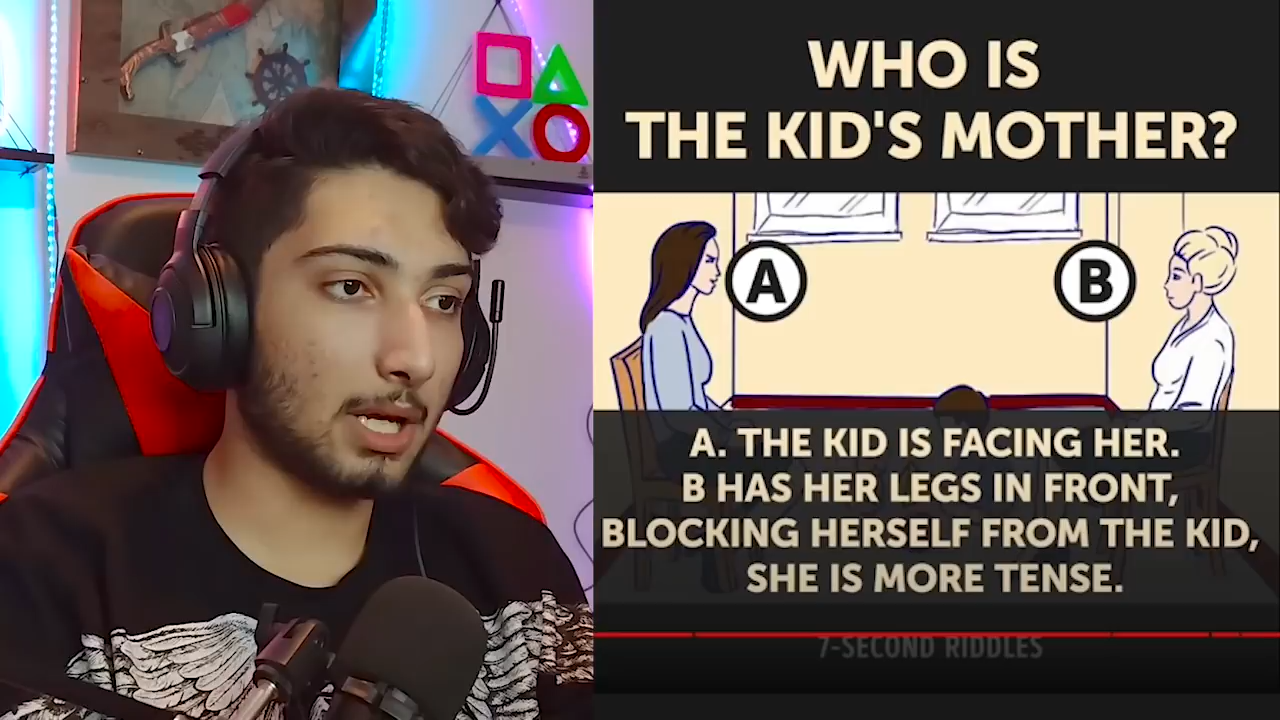 WHO IS
THE KID'S MOTHER?
A
B
A. THE KID IS FACING HER.
B HAS HER LEGS IN FRONT,
BLOCKING HERSELF FROM THE KID,
SHE IS MORE TENSE.
7-SECOND RIDDLES